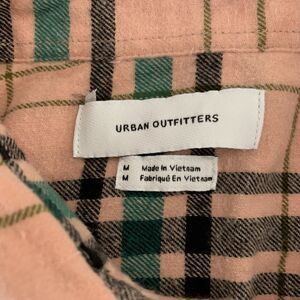 URBAN OUTFITTERS
M Made In Vietnam
M Fabriqué En Vietnam